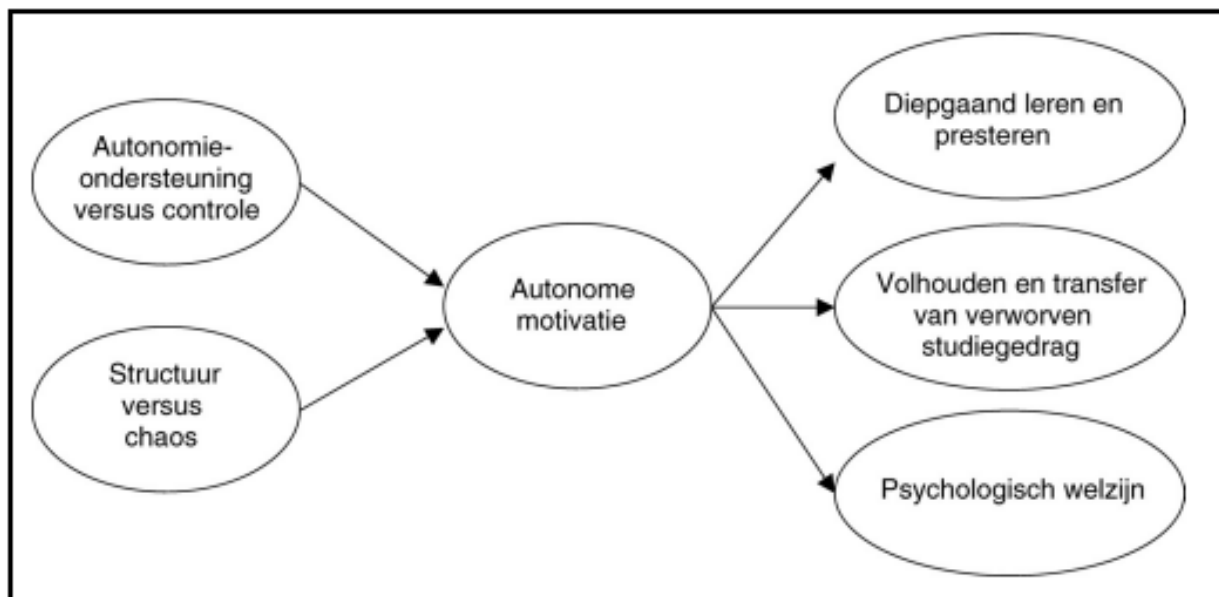 Autonomie-
ondersteuning
versus controle
Structuur
versus
chaos
Autonome
motivatie
Diepgaand leren en
presteren
Volhouden en transfer
van verworven
studiegedrag
Psychologisch welzijn